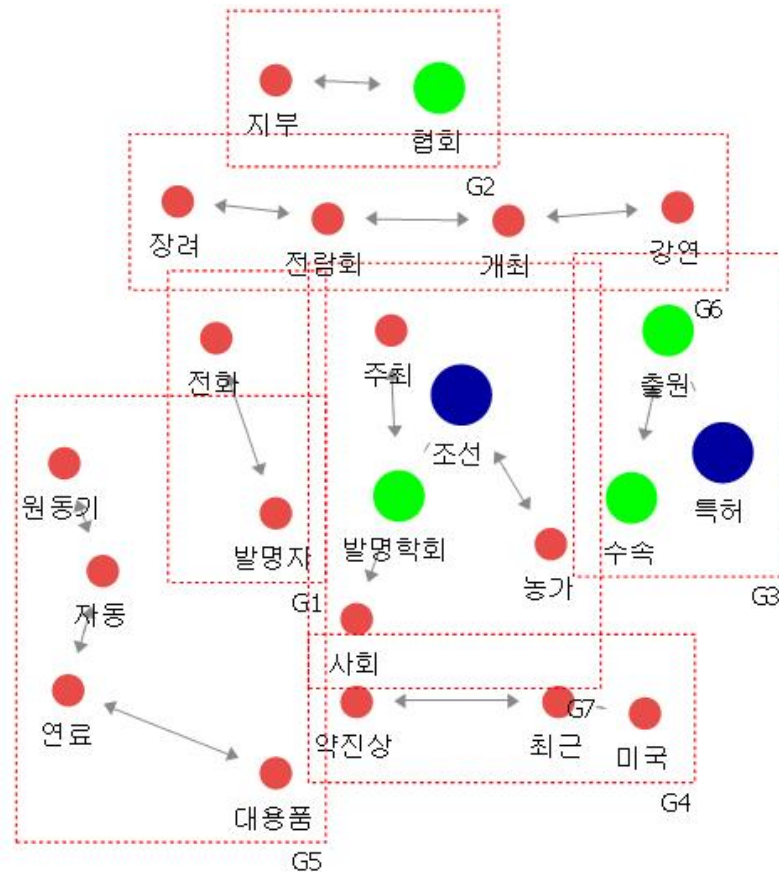 지부
협회
G2
장려
전람회
개최
강연
G6
전화
주최
출원
조선
특허
원동기
발명자
발명학회
수속
농가
G1
G3
자동
사회
연료
약진상
G7
최근
미국
G4
대용품
G5